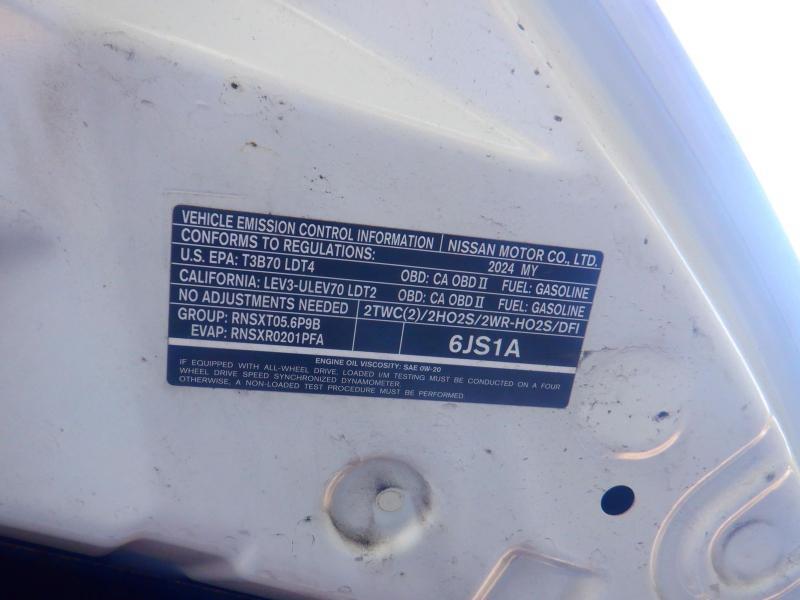 VEHICLE EMISSION CONTROL INFORMATION NISSAN MOTOR CO., LTD.
CONFORMS TO REGULATIONS: 2024 MY
U.S. EPA: T3B70 LDT4 OBD: CA OBD II FUEL: GASOLINE
CALIFORNIA: LEV3-ULEV70 LDT2 OBD: CA OBD II FUEL: GASOLINE
NO ADJUSTMENTS NEEDED 2TWC(2)/2HO2S/2WR-HO2S/DFI
GROUP: RNSXT05.6P9B
EVAP: RNSXR0201PFA 6JS1A
ENGINE OIL VISCOSITY: SAE 0W-20
IF EQUIPPED WITH ALL-WHEEL DRIVE, LOADED I/M TESTING MUST BE CONDUCTED ON A FOUR
WHEEL DRIVE SPEED SYNCHRONIZED DYNAMOMETER.
OTHERWISE, A NON-LOADED TEST PROCEDURE MUST BE PERFORMED